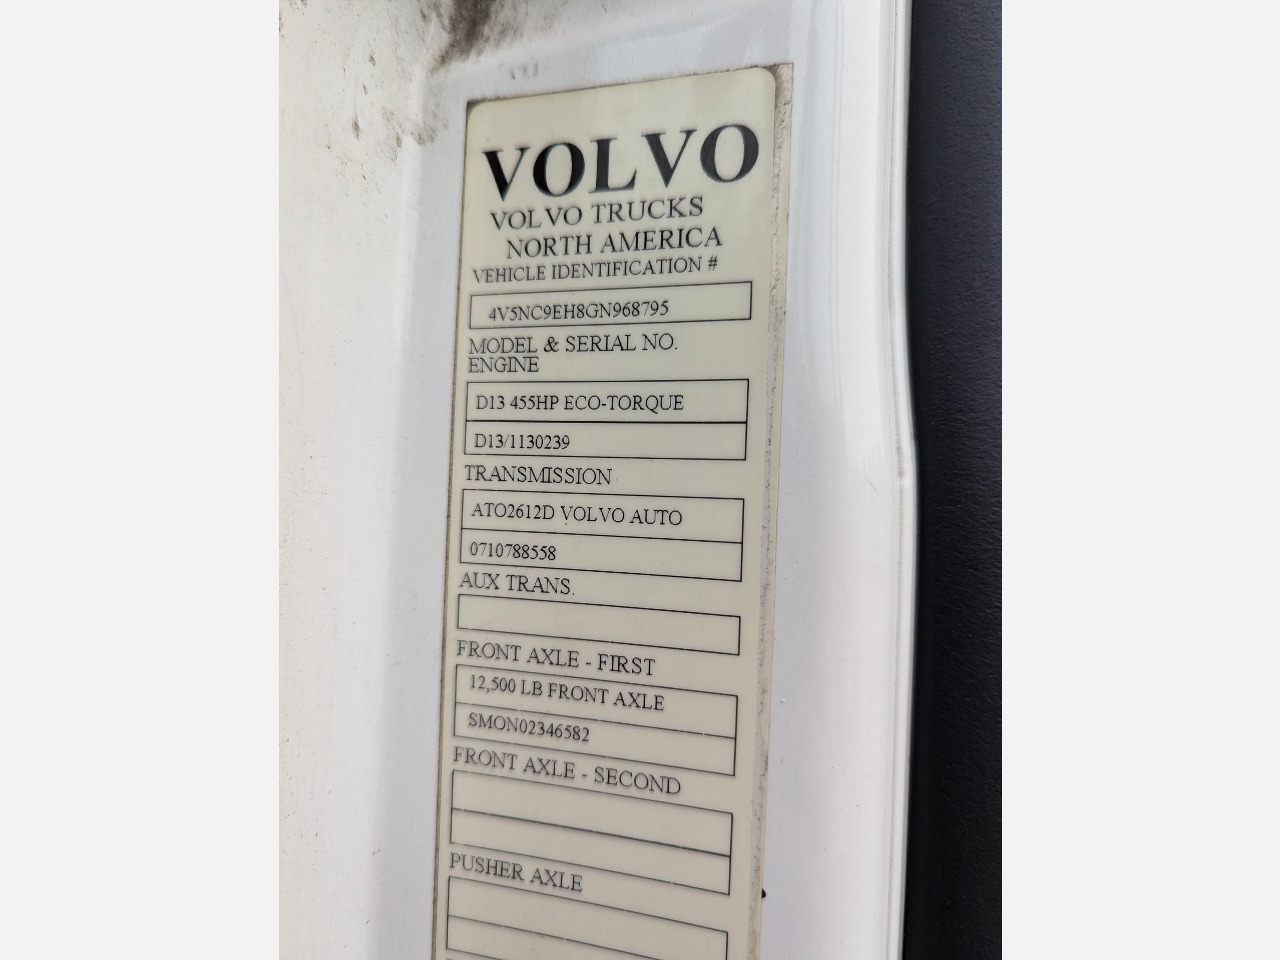 VOLVO
VOLVO TRUCKS
NORTH AMERICA
VEHICLE IDENTIFICATION #
4V5NC9EH8GN968795
MODEL & SERIAL NO.
ENGINE
D13 455HP ECO-TORQUE
D13/1130239
TRANSMISSION
ATO2612D VOLVO AUTO
0710788558
AUX TRANS.
FRONT AXLE - FIRST
12,500 LB FRONT AXLE
SMON02346582
FRONT AXLE - SECOND
PUSHER AXLE